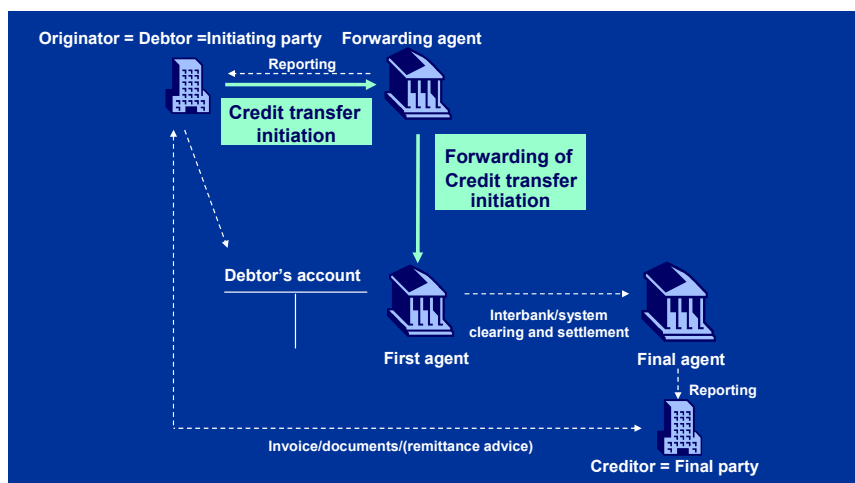 Originator = Debtor =Initiating party
Forwarding agent
Reporting
Credit transfer
initiation
Forwarding of
Credit transfer
initiation
Debtor's account
Interbank/system
clearing and settlement
First agent
Final agent
Reporting
Invoice/documents/(remittance advice)
Creditor = Final party